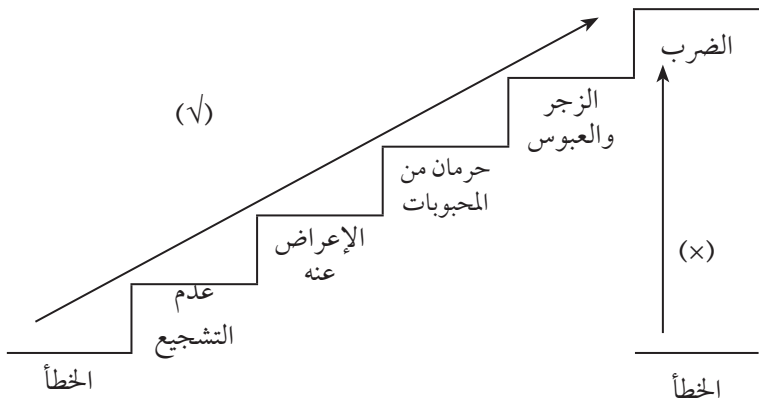 الضرب
الزجر
والعبوس
(√)
حرمان من
المحبوبات
الإعراض
عنه
(×)
عدم
التشجيع
الخطأ
الخطأ